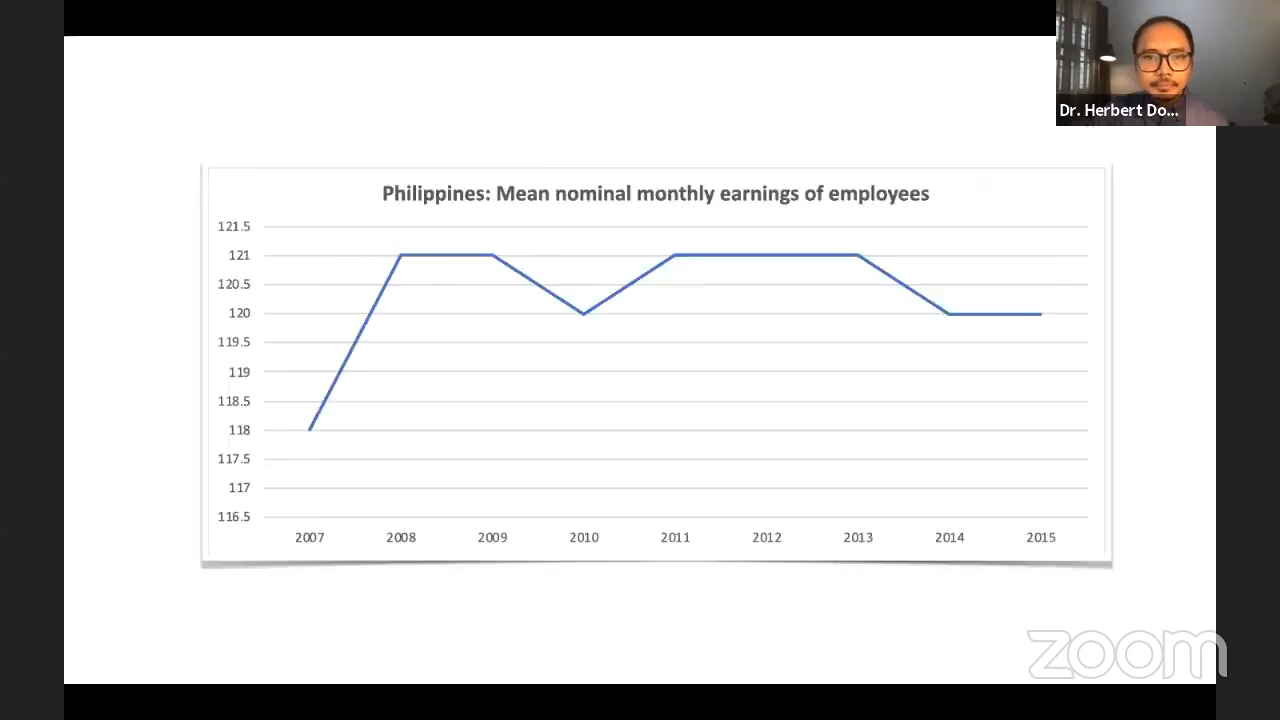 Dr. Herbert Do...
Philippines: Mean nominal monthly earnings of employees
121.5
121
120.5
120
119.5
119
118.5
118
117.5
117
116.5
2007 2008 2009 2010 2011 2012 2013 2014 2015
zoom